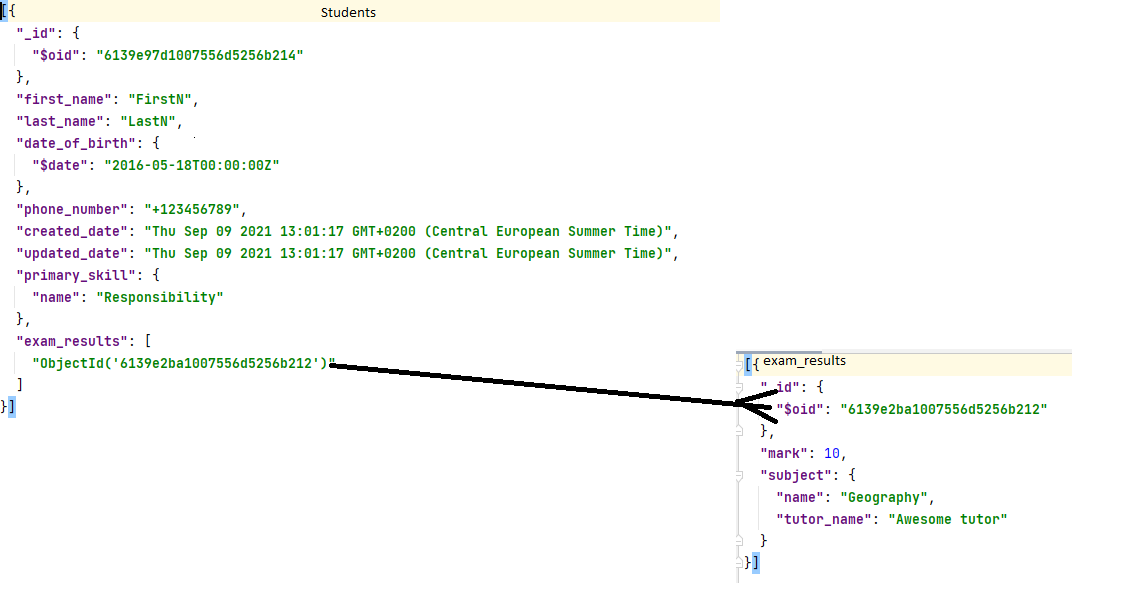 [{ Students
"_id": {
"$oid": "6139e97d1007556d5256b214"
},
"first_name": "FirstN",
"last_name": "LastN",
"date_of_birth": {
"$date": "2016-05-18T00:00:00Z"
},
"phone_number": "+123456789",
"created_date": "Thu Sep 09 2021 13:01:17 GMT+0200 (Central European Summer Time)",
"updated_date": "Thu Sep 09 2021 13:01:17 GMT+0200 (Central European Summer Time)",
"primary_skill": {
"name": "Responsibility"
},
"exam_results": [
"ObjectId('6139e2ba1007556d5256b212')"
]
}]
[{ exam_results
"_id": {
"$oid": "6139e2ba1007556d5256b212"
},
"mark": 10,
"subject": {
"name": "Geography",
"tutor_name": "Awesome tutor"
}
}]